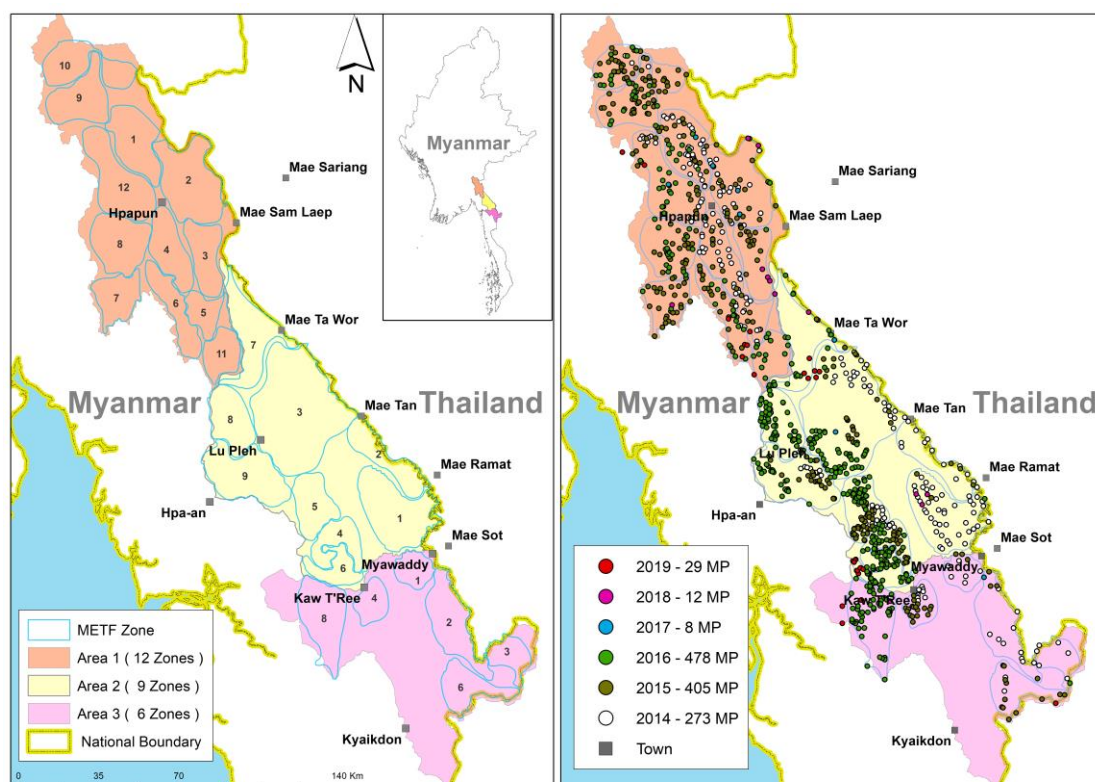 10
9
1
Mae Sariang
2
12
Hpapun
Mae Sam Laep
8
4
3
7
6
5
Mae Ta Wor
11
7
Myanmar
Thailand
3
Mae Tan
8
Lu Pleh
2
Mae Ramat
9
Hpa-an
5
1
4
Mae Sot
Myawaddy
6
1
Kaw T'Ree
4
8
2
3
6
Kyaikdon
N
Myanmar
METF Zone
Area 1 ( 12 Zones )
Area 2 ( 9 Zones )
Area 3 ( 6 Zones )
National Boundary
0 35 70 140 Km
Mae Sariang
Hpapun
Mae Sam Laep
Mae Ta Wor
Myanmar
Thailand
Mae Tan
Lu Pleh
Mae Ramat
Hpa-an
Mae Sot
Myawaddy
Kaw T'Ree
Kyaikdon
2019 - 29 MP
2018 - 12 MP
2017 - 8 MP
2016 - 478 MP
2015 - 405 MP
2014 - 273 MP
Town